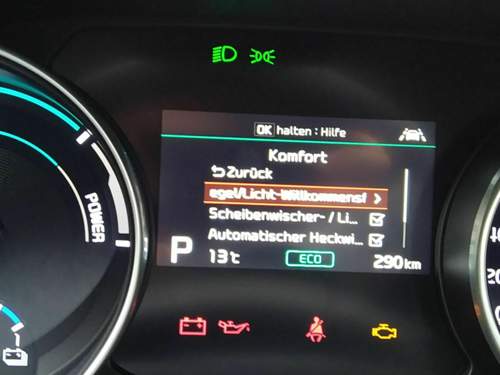 OK halten : Hilfe
Komfort
Zurück
egel/Licht-Willkommensf
Scheibenwischer- / Li...
Automatischer Heckwi...
P 13℃ ECO 290 km
POWER